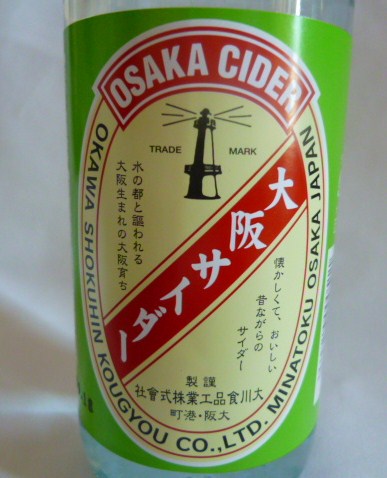 OSAKA CIDER
TRADE MARK
水の都と謳われる
大阪生まれの大阪育ち
大阪サイダー
懐かしくて、おいしい
昔ながらの
サイダー
製謹
社會式株業工品食川大
町港・阪大
OKAWA SHOKUHIN KOUGYOU CO.,LTD. MINATOKU OSAKA JAPAN